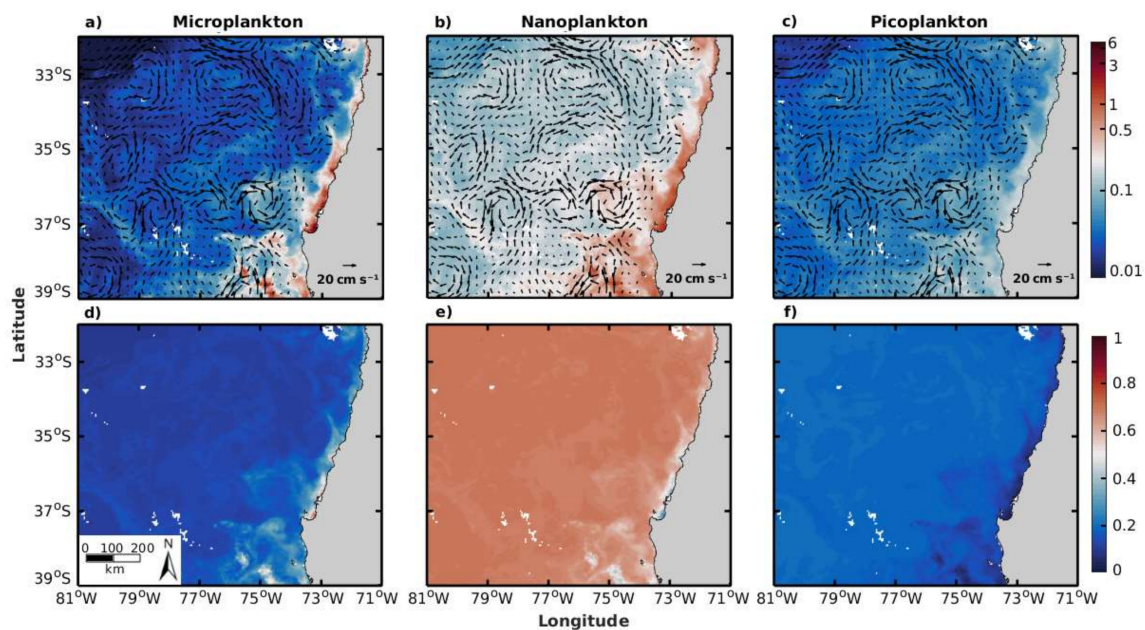 a) Microplankton
b) Nanoplankton
c) Picoplankton
33°S
35°S
37°S
39°S
20 cm s⁻¹
20 cm s⁻¹
20 cm s⁻¹
6
3
1
0.5
0.1
0.01
Latitude
d)
e)
f)
33°S
35°S
37°S
39°S
0 100 200
km
N
1
0.8
0.6
0.4
0.2
0
81°W 79°W 77°W 75°W 73°W 71°W
81°W 79°W 77°W 75°W 73°W 71°W
81°W 79°W 77°W 75°W 73°W 71°W
Longitude